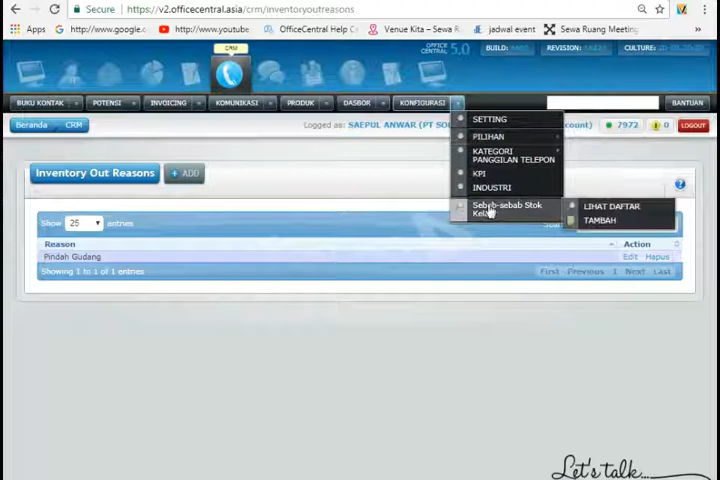 Secure | https://v2.officecentral.asia/crm/inventoryoutreasons
Apps http://www.google.c http://www.youtube OfficeCentral Help C Venue Kita – Sewa R jadwal event Sewa Ruang Meeting
CRM
OFFICE CENTRAL 5.0 BUILD: REVISION: CULTURE:
BUKU KONTAK POTENSI INVOICING KOMUNIKASI PRODUK DASBOR KONFIGURASI BANTUAN
Beranda CRM Logged as: SAEPUL ANWAR (PT SO count) 7972 0 LOGOUT
SETTING
PILIHAN
KATEGORI
PANGGILAN TELEPON
KPI
INDUSTRI
Sebab-sebab Stok
LIHAT DAFTAR
TAMBAH
Inventory Out Reasons + ADD
Show 25 entries
Reason Action
Pindah Gudang Edit Hapus
Showing 1 to 1 of 1 entries First Previous 1 Next Last
Let's talk...